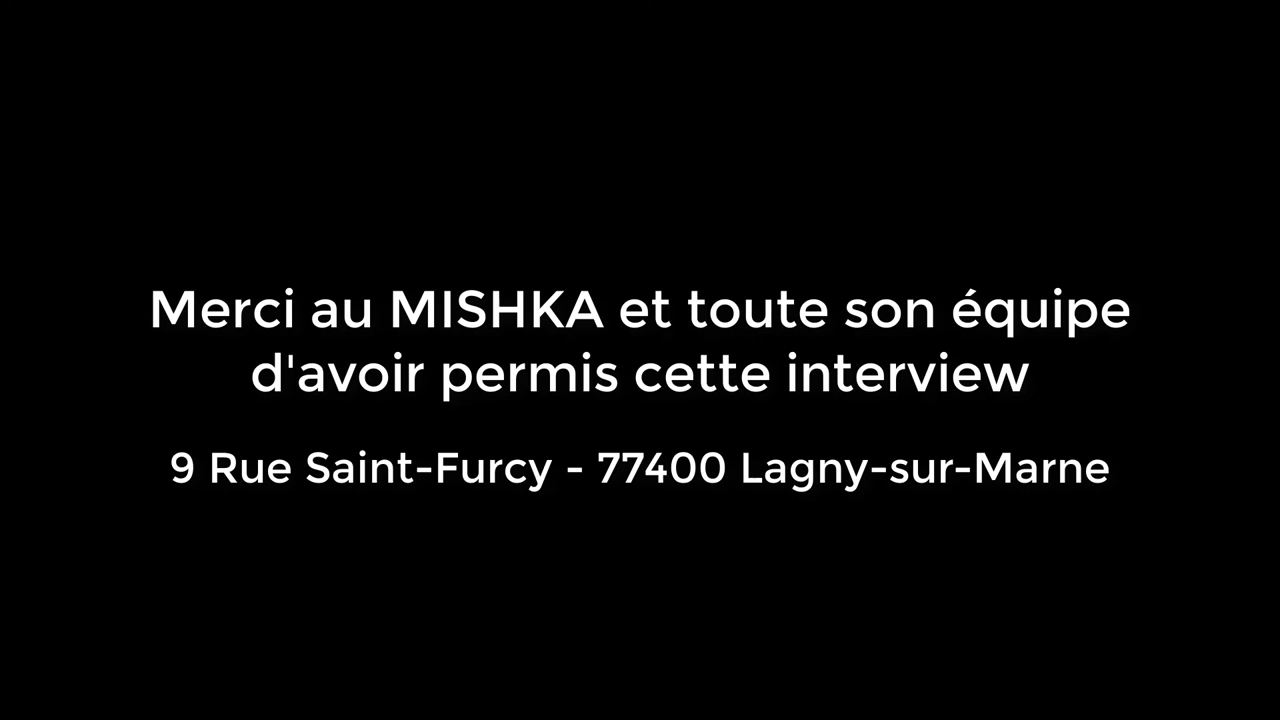 Merci au MISHKA et toute son équipe
d'avoir permis cette interview
9 Rue Saint-Furcy - 77400 Lagny-sur-Marne